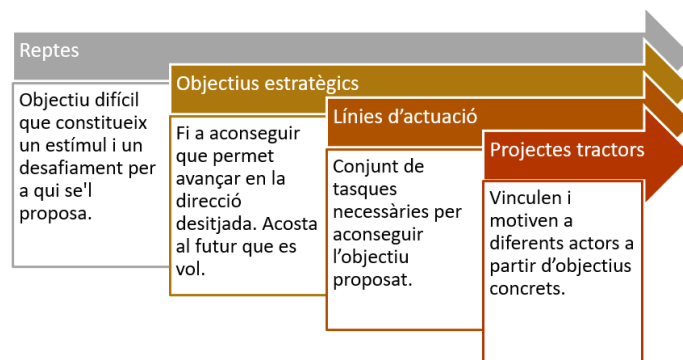 Reptes
Objectiu difícil
que constitueix
un estímul i un
desafiament per
a qui se'l
proposa.
Objectius estratègics
Fi a aconseguir
que permet
avançar en la
direcció
desitjada. Acosta
al futur que es
vol.
Línies d’actuació
Conjunt de
tasques
necessàries per
aconseguir
l’objectiu
proposat.
Projectes tractors
Vinculen i
motiven a
diferents actors a
partir d’objectius
concrets.